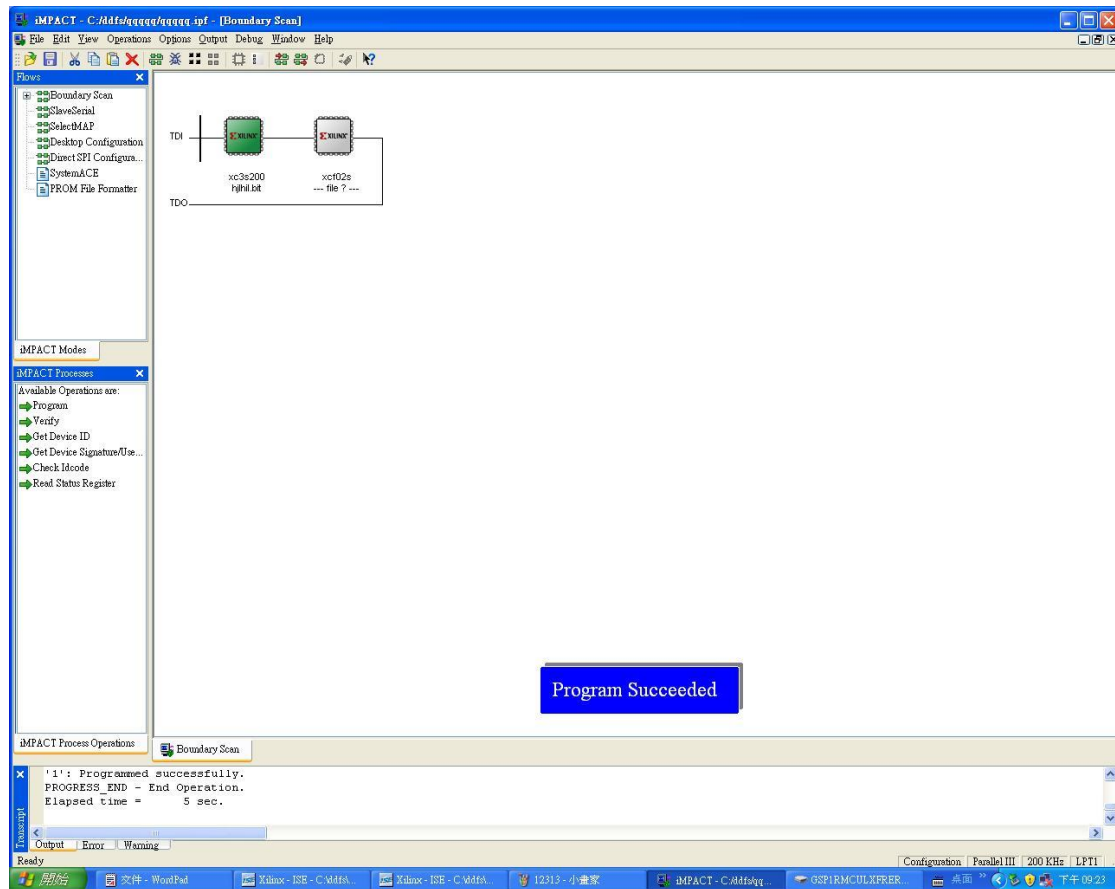 iMPACT - C:/ddfs/qqqqq/qqqqq.ipf - [Boundary Scan]
File Edit View Operations Options Output Debug Window Help
Flows
Boundary Scan
SlaveSerial
SelectMAP
Desktop Configuration
Direct SPI Configura...
SystemACE
PROM File Formatter
iMPACT Modes
TDI
XILINX
XILINX
xc3s200
xcf02s
hjlhil.bit
--- file ? ---
TDO
iMPACT Processes
Available Operations are:
Program
Verify
Get Device ID
Get Device Signature/Use...
Check Idcode
Read Status Register
iMPACT Process Operations
Program Succeeded
Boundary Scan
'1': Programmed successfully.
PROGRESS_END - End Operation.
Elapsed time = 5 sec.
Transcript
Output Error Warning
Ready
Configuration Parallel III 200 KHz LPT1
開始 文件 - WordPad Xilinx - ISE - C:\ddfs\... Xilinx - ISE - C:\ddfs\... 12313 - 小畫家 iMPACT - C:/ddfs/qq... GSP1RMCULXFRER... 桌面 下午 09:23